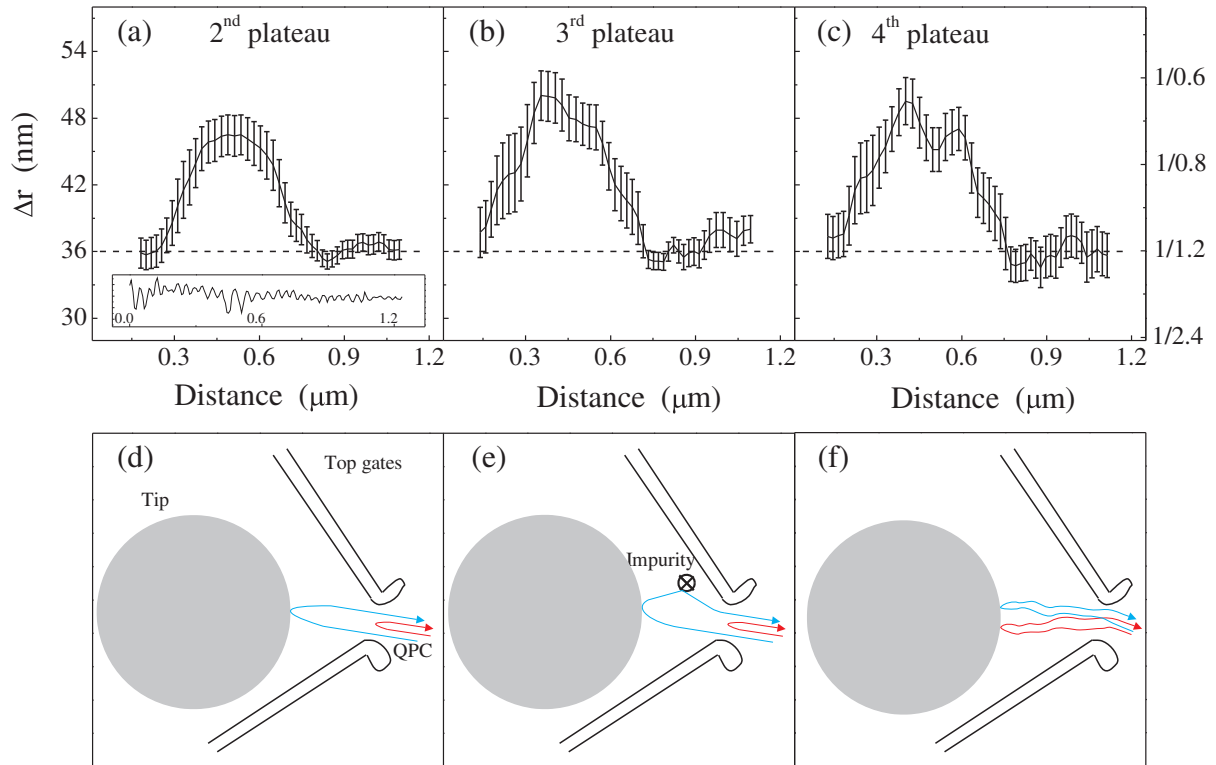 (a) 2nd plateau
(b) 3rd plateau
(c) 4th plateau
54
48
42
36
30
Δr (nm)
1/0.6
1/0.8
1/1.2
1/2.4
-0.0 0.6 1.2
0.3 0.6 0.9 1.2
0.3 0.6 0.9 1.2
0.3 0.6 0.9 1.2
Distance (μm)
Distance (μm)
Distance (μm)
(d)
Top gates
Tip
QPC
(e)
Impurity
(f)